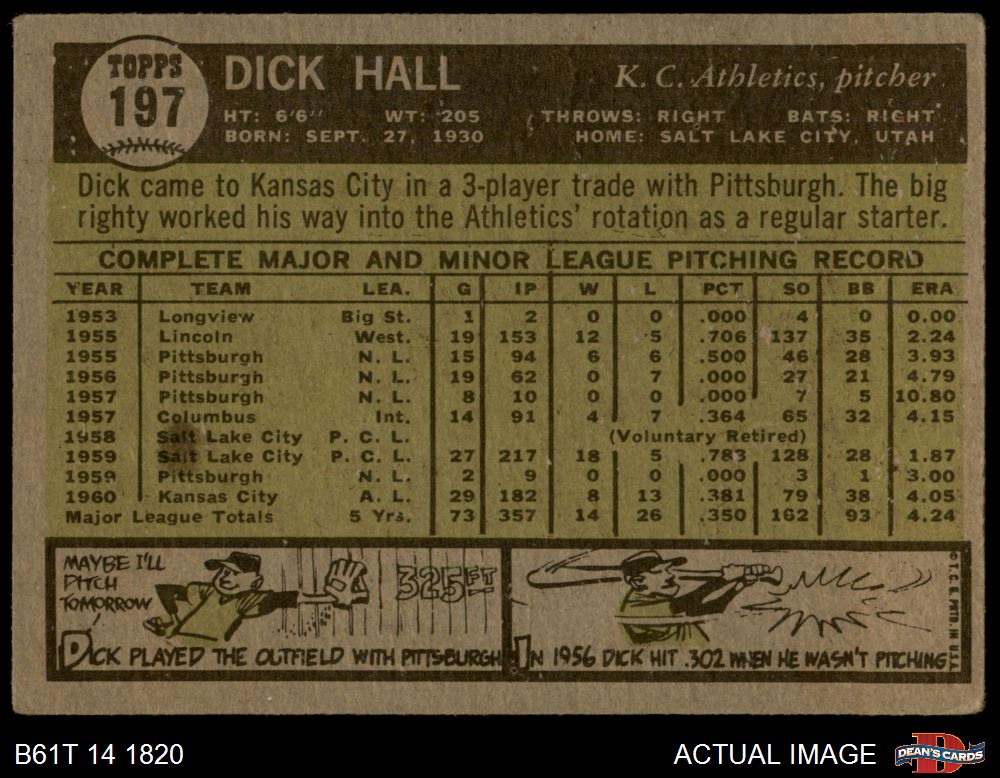 TOPPS
197
DICK HALL
K. C. Athletics, pitcher
HT: 6'6" WT: 205 THROWS: RIGHT BATS: RIGHT
BORN: SEPT. 27, 1930 HOME: SALT LAKE CITY, UTAH
Dick came to Kansas City in a 3-player trade with Pittsburgh. The big
righty worked his way into the Athletics' rotation as a regular starter.
COMPLETE MAJOR AND MINOR LEAGUE PITCHING RECORD
YEAR TEAM LEA. G IP W L PCT SO BB ERA
1953 Longview Big St. 1 2 0 0 .000 4 0 0.00
1955 Lincoln West. 19 153 12 5 .706 137 35 2.24
1955 Pittsburgh N. L. 15 94 6 6 .500 46 28 3.93
1956 Pittsburgh N. L. 19 62 0 7 .000 27 21 4.79
1957 Pittsburgh N. L. 8 10 0 0 .000 7 5 10.80
1957 Columbus Int. 14 91 4 7 .364 65 32 4.15
1958 Salt Lake City P. C. L. (Voluntary Retired)
1959 Salt Lake City P. C. L. 27 217 18 5 .783 128 28 1.87
1959 Pittsburgh N. L. 2 9 0 0 .000 3 1 3.00
1960 Kansas City A. L. 29 182 8 13 .381 79 38 4.05
Major League Totals 5 Yrs. 73 357 14 26 .350 162 93 4.24
MAYBE I'LL
PITCH
TOMORROW
325 FT
DICK PLAYED THE OUTFIELD WITH PITTSBURGH
IN 1956 DICK HIT .302 WHEN HE WASN'T PITCHING
© T. C. G. PRTD. IN U.S.A.
B61T 14 1820
ACTUAL IMAGE
D
DEAN'S CARDS